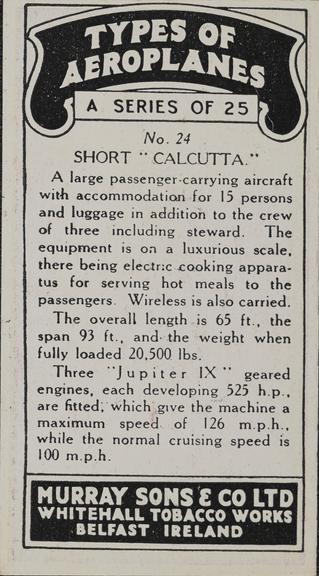 TYPES OF
AEROPLANES
A SERIES OF 25
No. 24
SHORT "CALCUTTA."
A large passenger-carrying aircraft
with accommodation for 15 persons
and luggage in addition to the crew
of three including steward. The
equipment is on a luxurious scale,
there being electric cooking appara-
tus for serving hot meals to the
passengers. Wireless is also carried.
The overall length is 65 ft., the
span 93 ft., and the weight when
fully loaded 20,500 lbs.
Three "Jupiter IX" geared
engines, each developing 525 h.p.,
are fitted, which give the machine a
maximum speed of 126 m.p.h.,
while the normal cruising speed is
100 m.p.h.
MURRAY SONS & CO LTD
WHITEHALL TOBACCO WORKS
BELFAST IRELAND